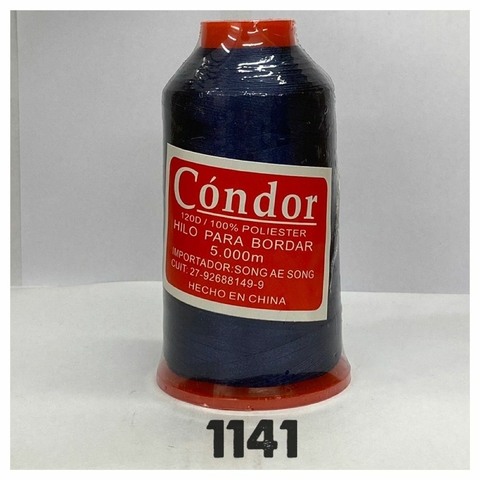 Cóndor
120D / 100% POLIESTER
HILO PARA BORDAR
5.000m
IMPORTADOR:SONG AE SONG
CUIT: 27-92688149-9
HECHO EN CHINA
1141